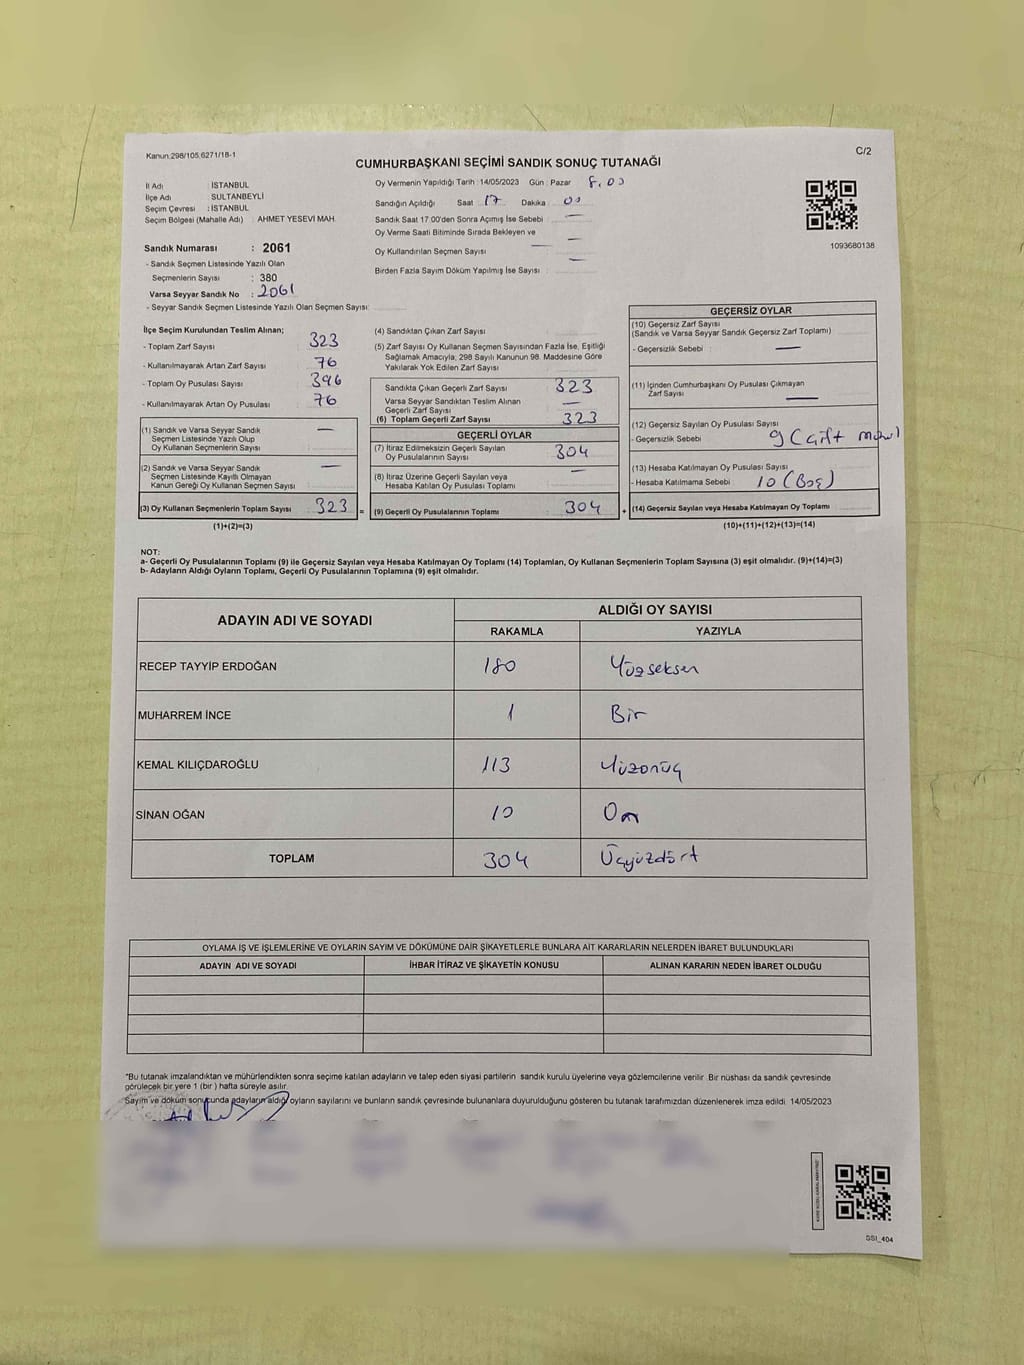 Kanun.298/105,6271/18-1
C/2
CUMHURBAŞKANI SEÇİMİ SANDIK SONUÇ TUTANAĞI
İl Adı : İSTANBUL
İlçe Adı : SULTANBEYLİ
Seçim Çevresi : İSTANBUL
Seçim Bölgesi (Mahalle Adı) : AHMET YESEVİ MAH.
Sandık Numarası : 2061
- Sandık Seçmen Listesinde Yazılı Olan
Seçmenlerin Sayısı : 380
Varsa Seyyar Sandık No : 2061
- Seyyar Sandık Seçmen Listesinde Yazılı Olan Seçmen Sayısı:
Oy Vermenin Yapıldığı Tarih : 14/05/2023 Gün : Pazar 8.00
Sandığın Açıldığı Saat 17 Dakika 00
Sandık Saat 17:00'den Sonra Açımış İse Sebebi —
Oy Verme Saati Bitiminde Sırada Bekleyen ve —
Oy Kullandırılan Seçmen Sayısı —
Birden Fazla Sayım Döküm Yapılmış İse Sayısı : —
1093680138
İlçe Seçim Kurulundan Teslim Alınan;
- Toplam Zarf Sayısı : 323
- Kullanılmayarak Artan Zarf Sayısı : 76
- Toplam Oy Pusulası Sayısı : 396
- Kullanılmayarak Artan Oy Pusulası : 76
(1) Sandık ve Varsa Seyyar Sandık —
Seçmen Listesinde Yazılı Olup
Oy Kullanan Seçmenlerin Sayısı
(2) Sandık ve Varsa Seyyar Sandık —
Seçmen Listesinde Kayıtlı Olmayan
Kanun Gereği Oy Kullanan Seçmen Sayısı
(3) Oy Kullanan Seçmenlerin Toplam Sayısı 323 =
(1)+(2)=(3)
(4) Sandıktan Çıkan Zarf Sayısı :
(5) Zarf Sayısı Oy Kullanan Seçmen Sayısından Fazla İse, Eşitliği
Sağlamak Amacıyla, 298 Sayılı Kanunun 98. Maddesine Göre
Yakılarak Yok Edilen Zarf Sayısı :
Sandıkta Çıkan Geçerli Zarf Sayısı : 323
Varsa Seyyar Sandıktan Teslim Alınan —
Geçerli Zarf Sayısı :
(6) Toplam Geçerli Zarf Sayısı : 323
GEÇERLİ OYLAR
(7) İtiraz Edilmeksizin Geçerli Sayılan
Oy Pusulalarının Sayısı : 304
(8) İtiraz Üzerine Geçerli Sayılan veya —
Hesaba Katılan Oy Pusulası Toplamı :
(9) Geçerli Oy Pusulalarının Toplamı : 304 +
GEÇERSİZ OYLAR
(10) Geçersiz Zarf Sayısı
(Sandık ve Varsa Seyyar Sandık Geçersiz Zarf Toplamı)
- Geçersizlik Sebebi : —
(11) İçinden Cumhurbaşkanı Oy Pusulası Çıkmayan
Zarf Sayısı : —
(12) Geçersiz Sayılan Oy Pusulası Sayısı :
- Geçersizlik Sebebi : 9 (Çift
(13) Hesaba Katılmayan Oy Pusulası Sayısı :
- Hesaba Katılmama Sebebi : 10 (Boş)
(14) Geçersiz Sayılan veya Hesaba Katılmayan Oy Toplamı :
(10)+(11)+(12)+(13)=(14)
NOT:
a- Geçerli Oy Pusulalarının Toplamı (9) ile Geçersiz Sayılan veya Hesaba Katılmayan Oy Toplamı (14) Toplamları, Oy Kullanan Seçmenlerin Toplam Sayısına (3) eşit olmalıdır. (9)+(14)=(3)
b- Adayların Aldığı Oyların Toplamı, Geçerli Oy Pusulalarının Toplamına (9) eşit olmalıdır.
ADAYIN ADI VE SOYADI ALDIĞI OY SAYISI
RAKAMLA YAZIYLA
RECEP TAYYİP ERDOĞAN 180 Yüzseksen
MUHARREM İNCE 1 Bir
KEMAL KILIÇDAROĞLU 113 Yüzonüç
SİNAN OĞAN 10 On
TOPLAM 304 Üçyüzdört
OYLAMA İŞ VE İŞLEMLERİNE VE OYLARIN SAYIM VE DÖKÜMÜNE DAİR ŞİKAYETLERLE BUNLARA AİT KARARLARIN NELERDEN İBARET BULUNDUKLARI
ADAYIN ADI VE SOYADI İHBAR İTİRAZ VE ŞİKAYETİN KONUSU ALINAN KARARIN NEDEN İBARET OLDUĞU
*Bu tutanak imzalandıktan ve mühürlendikten sonra seçime katılan adayların ve talep eden siyasi partilerin sandık kurulu üyelerine veya gözlemcilerine verilir. Bir nüshası da sandık çevresinde
görülecek bir yere 1 (bir ) hafta süreyle asılır.
Sayım ve döküm sonucunda adayların aldığı oyların sayılarını ve bunların sandık çevresinde bulunanlara duyurulduğunu gösteren bu tutanak tarafımızdan düzenlenerek imza edildi. 14/05/2023
SSI_404